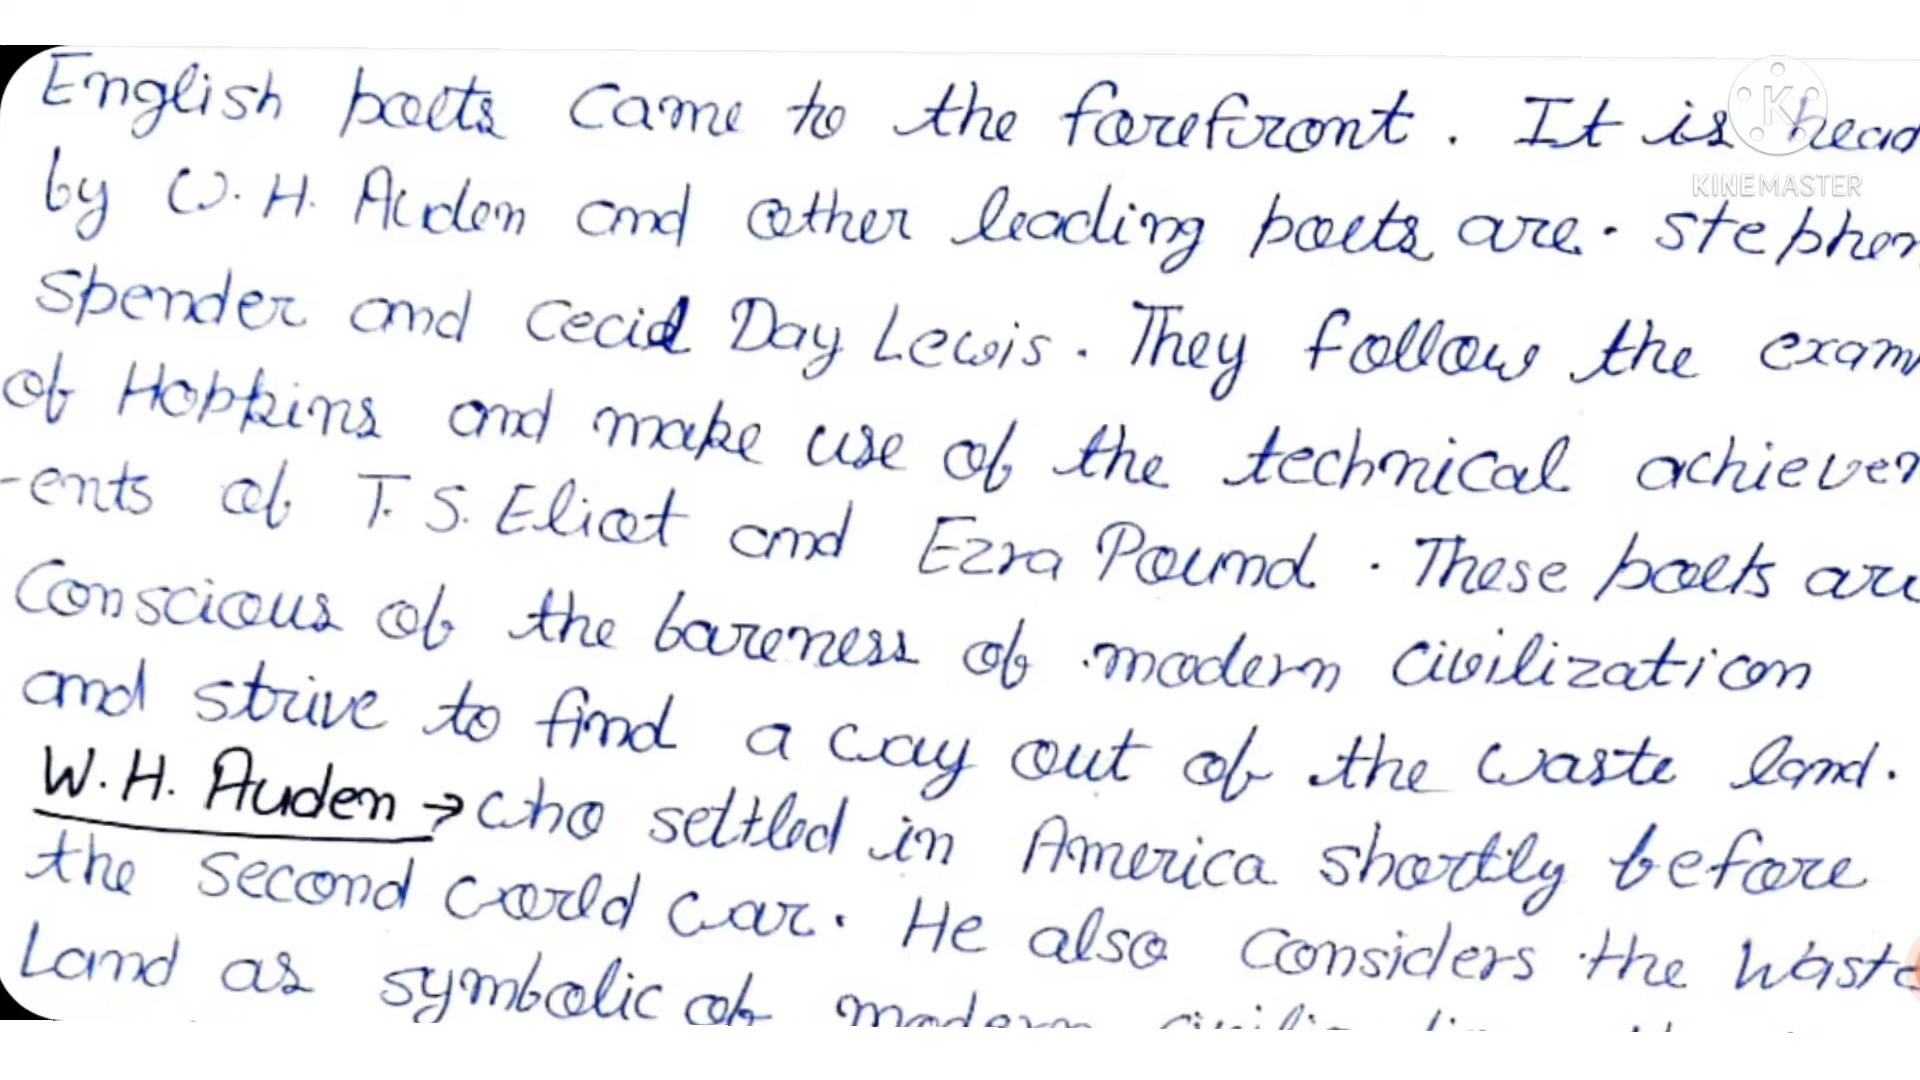 English poets came to the forefront. It is head
by W.H. Auden and other leading poets are. Stephen
Spender and Cecid Day Lewis. They follow the exam
of Hopkins and make use of the technical achievem
-ents of T.S. Eliot and Ezra Pound. These poets are
Conscious of the bareness of modern civilization
and strive to find a way out of the waste land.
W.H. Auden → who settled in America shortly before
the second world war. He also considers the Waste
Land as symbolic of modern
KINEMASTER